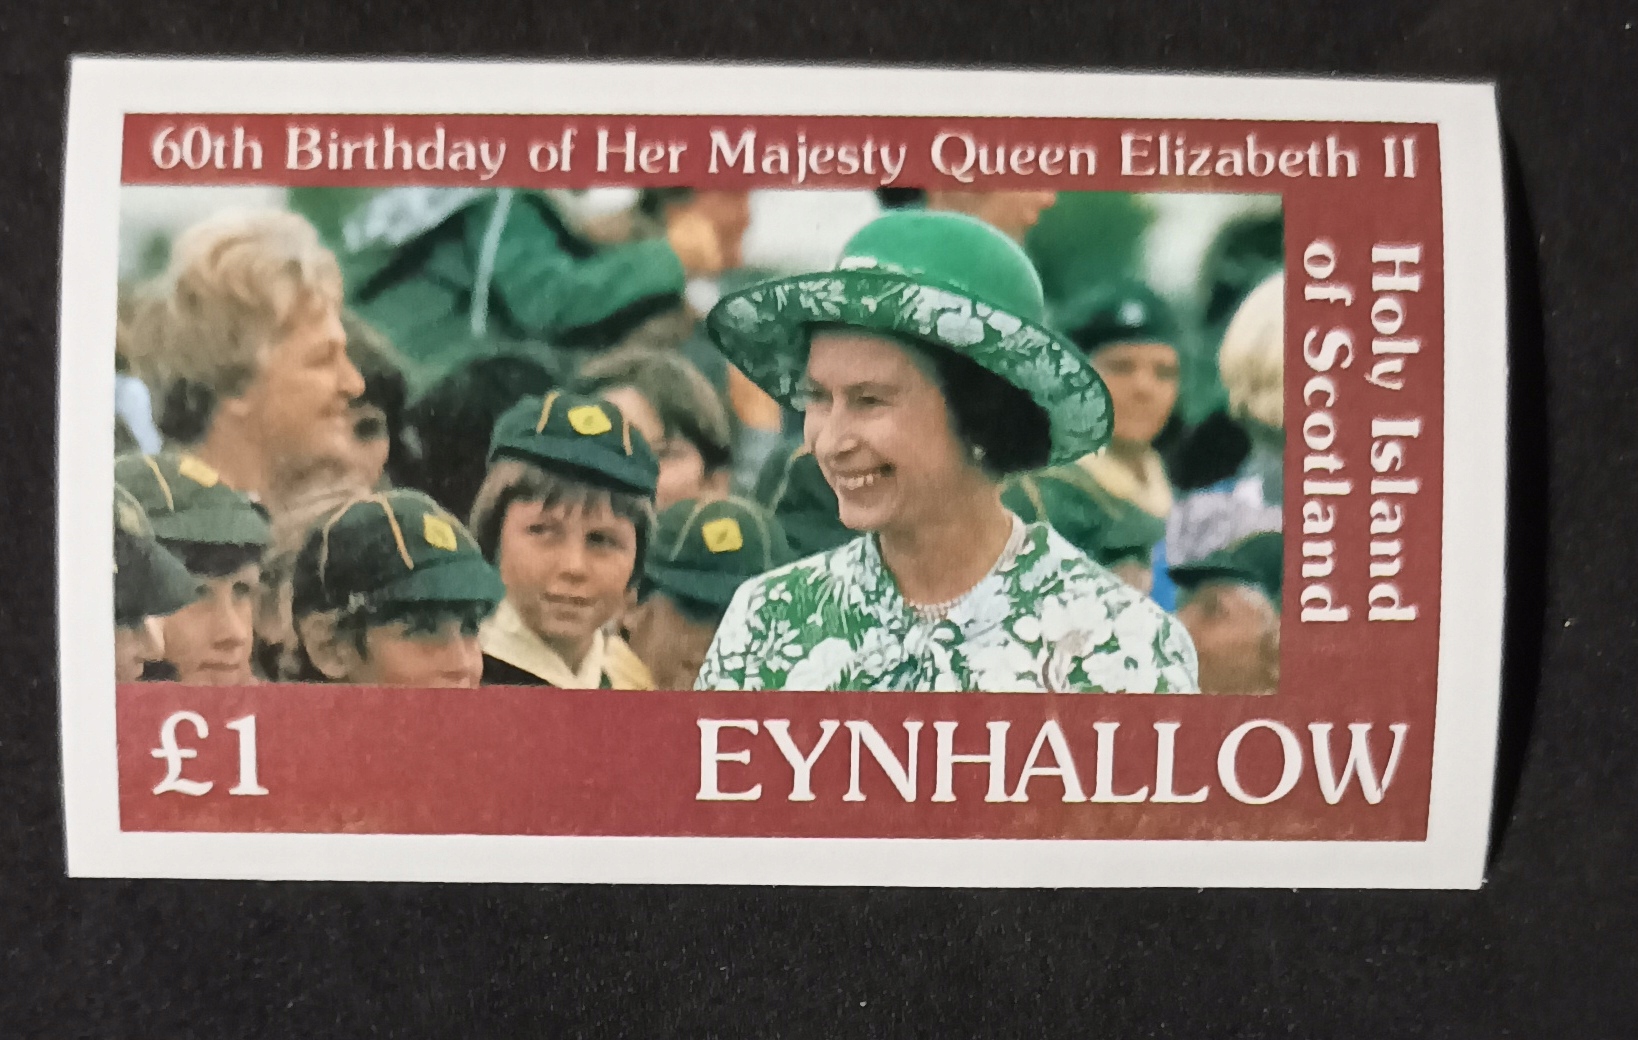 60th Birthday of Her Majesty Queen Elizabeth II
Holy Island
of Scotland
£1
EYNHALLOW